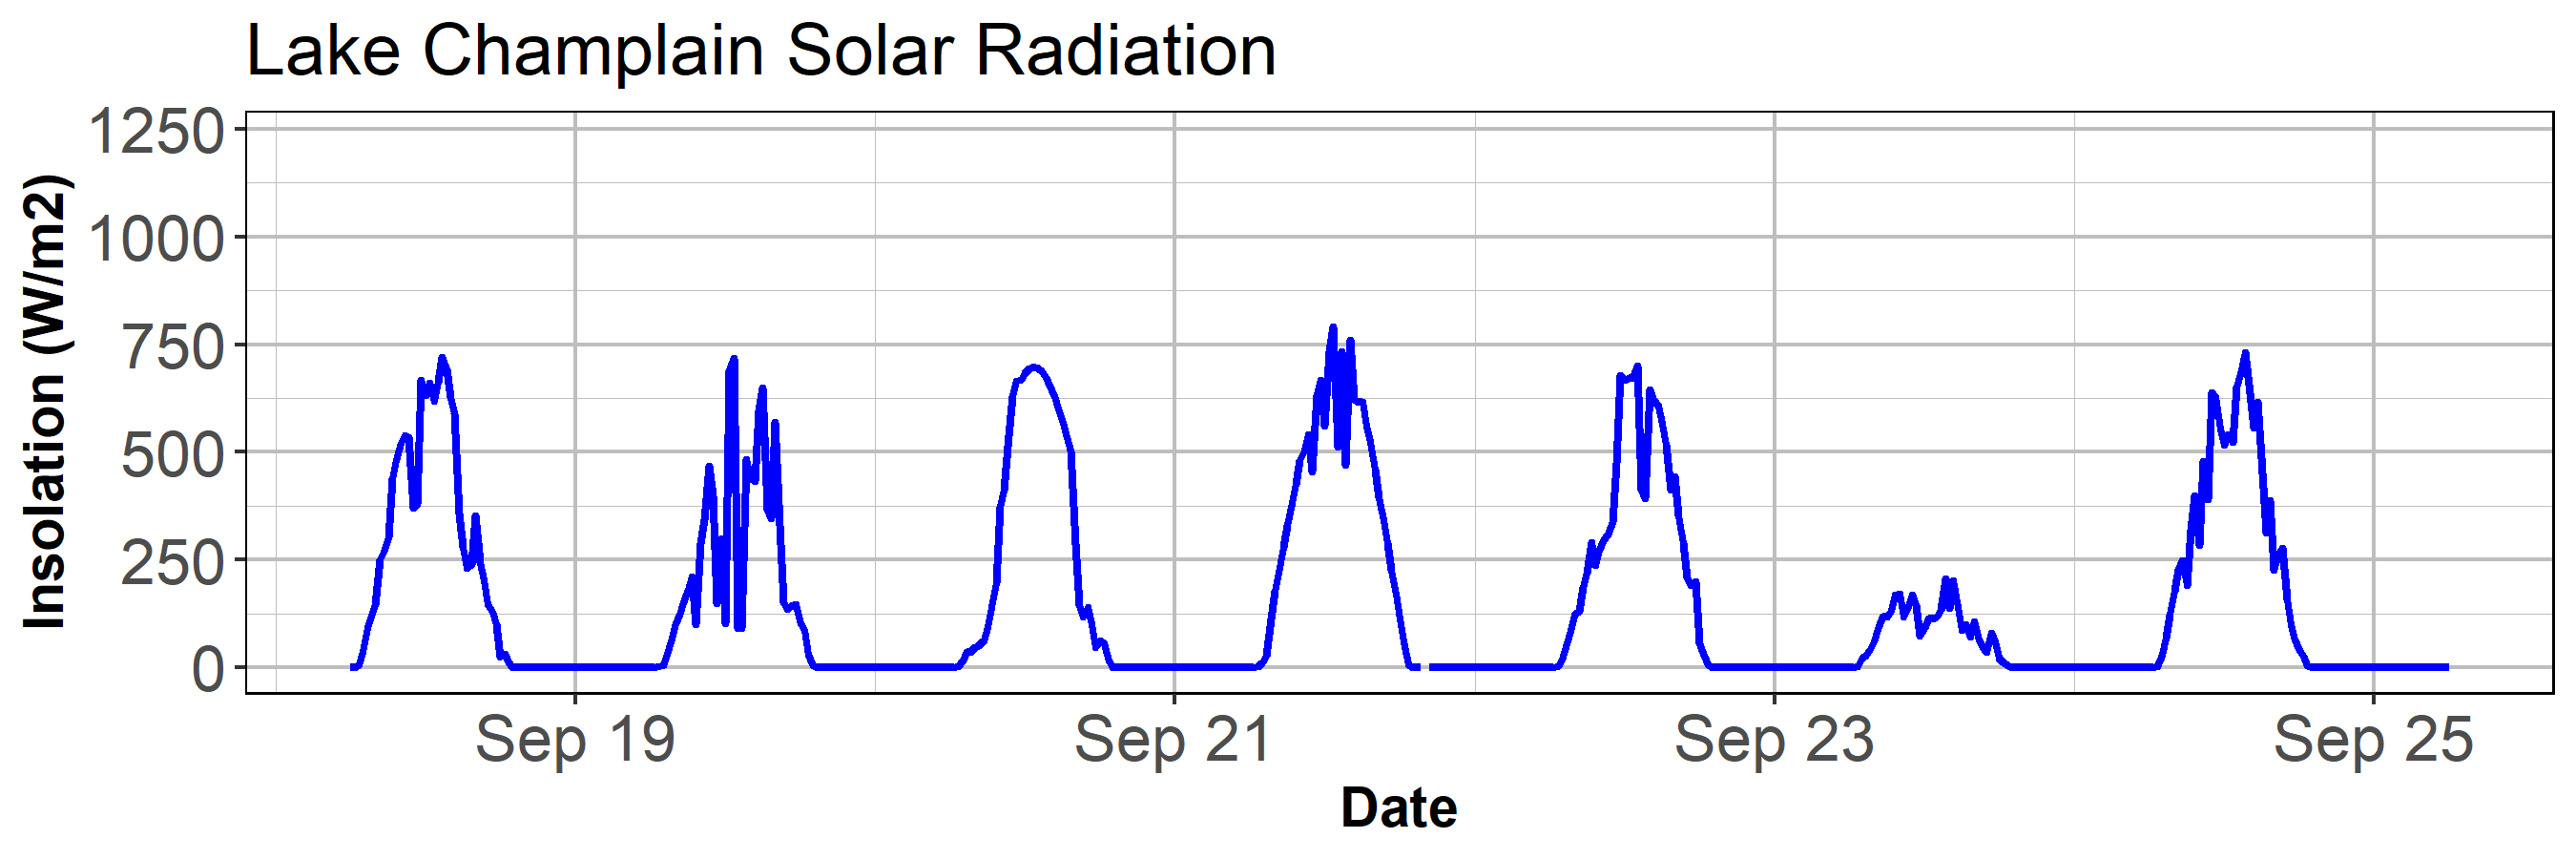 Lake Champlain Solar Radiation
1250
1000
750
500
250
0
Insolation (W/m2)
Sep 19 Sep 21 Sep 23 Sep 25
Date